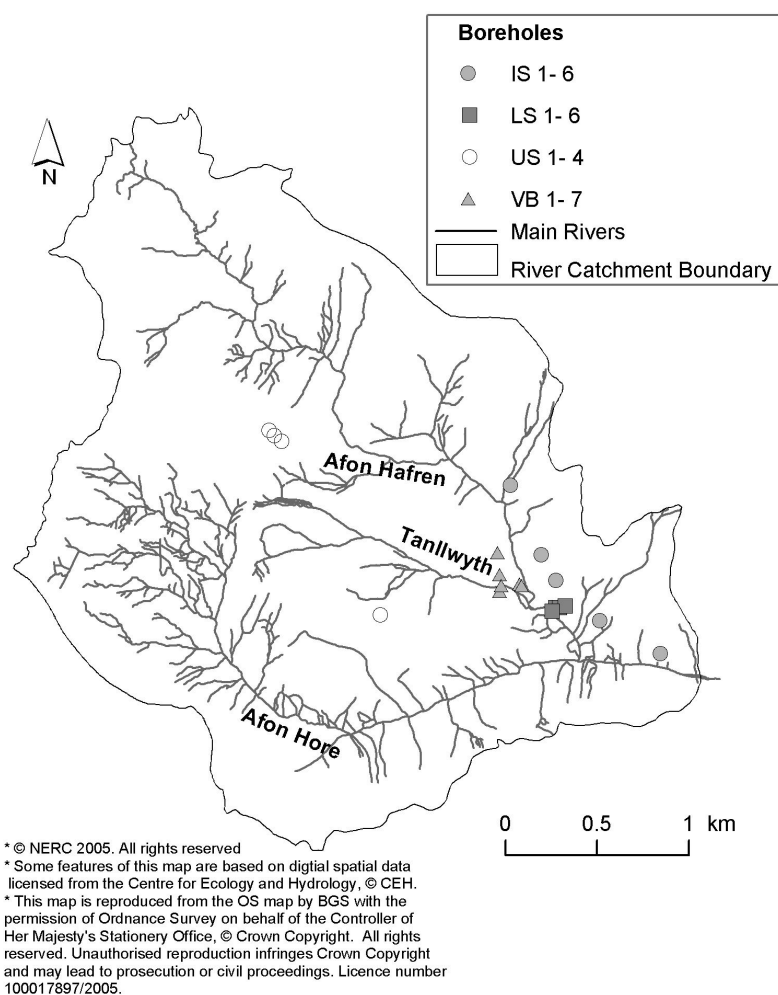 Boreholes
IS 1- 6
LS 1- 6
US 1- 4
VB 1- 7
Main Rivers
River Catchment Boundary
N
Afon Hafren
Tanllwyth
Afon Hore
0 0.5 1 km
* © NERC 2005. All rights reserved
* Some features of this map are based on digtial spatial data
licensed from the Centre for Ecology and Hydrology, © CEH.
* This map is reproduced from the OS map by BGS with the
permission of Ordnance Survey on behalf of the Controller of
Her Majesty's Stationery Office, © Crown Copyright. All rights
reserved. Unauthorised reproduction infringes Crown Copyright
and may lead to prosecution or civil proceedings. Licence number
100017897/2005.